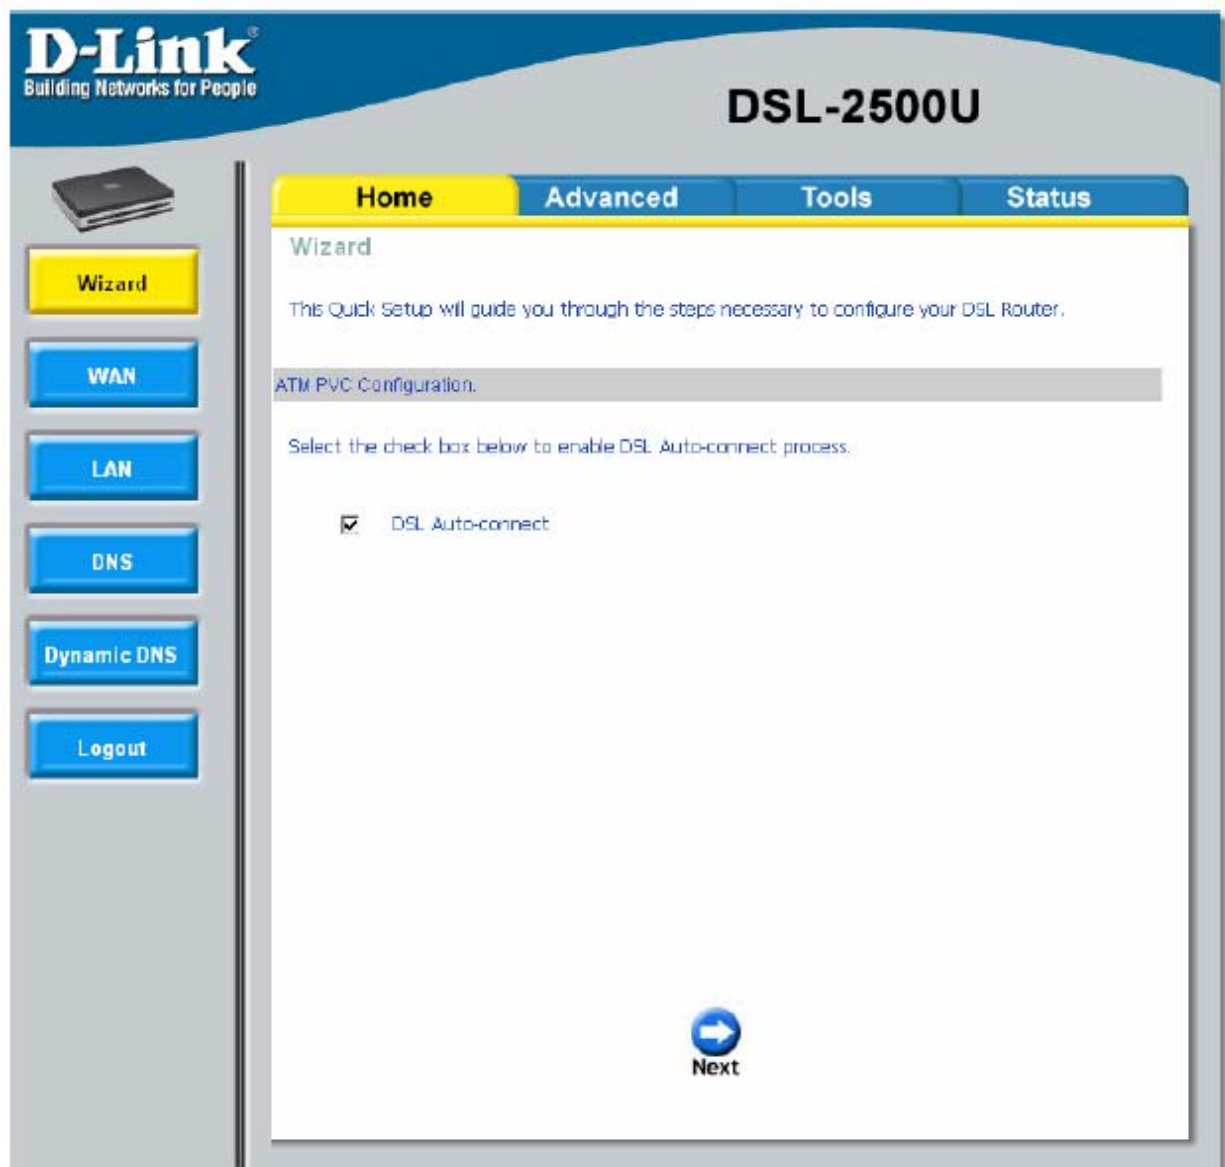 D-Link®
Building Networks for People
DSL-2500U
Home Advanced Tools Status
Wizard
WAN
LAN
DNS
Dynamic DNS
Logout
Wizard
This Quick Setup will guide you through the steps necessary to configure your DSL Router.
ATM PVC Configuration.
Select the check box below to enable DSL Auto-connect process.
DSL Auto-connect
Next